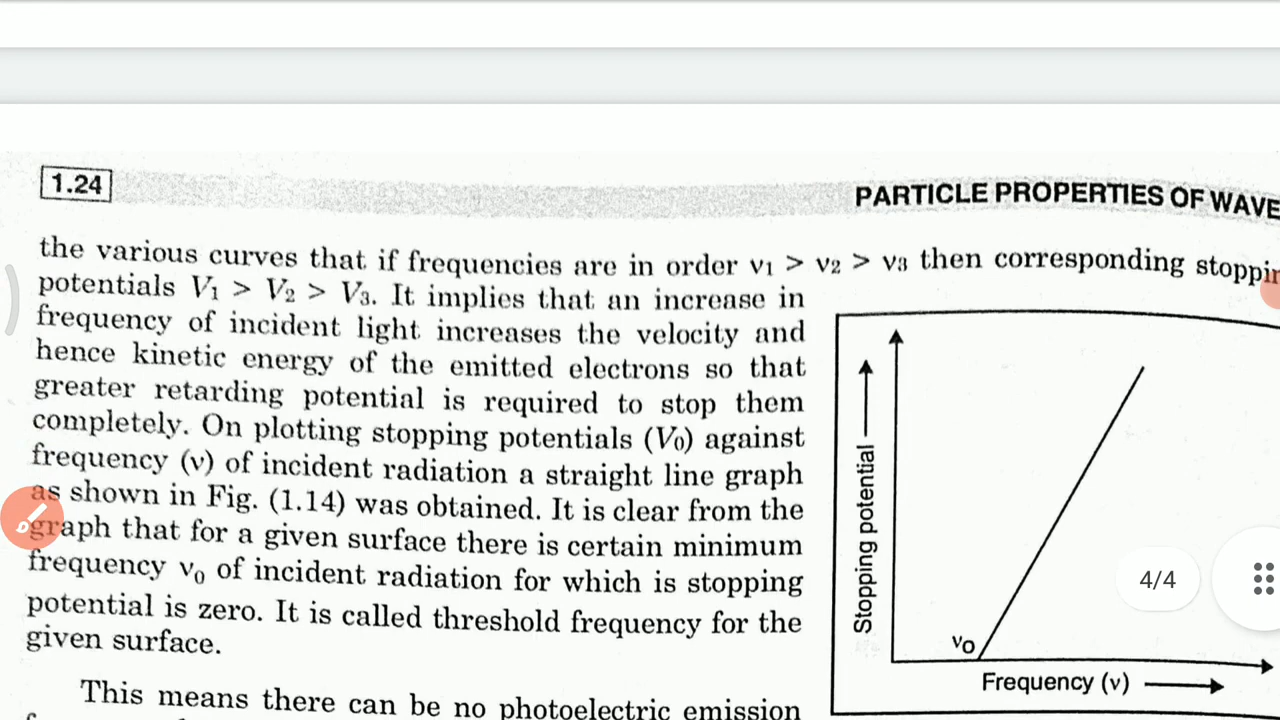 1.24
PARTICLE PROPERTIES OF WAVE
the various curves that if frequencies are in order ν₁ > ν₂ > ν₃ then corresponding stoppin
potentials V₁ > V₂ > V₃. It implies that an increase in
frequency of incident light increases the velocity and
hence kinetic energy of the emitted electrons so that
greater retarding potential is required to stop them
completely. On plotting stopping potentials (V₀) against
frequency (ν) of incident radiation a straight line graph
as shown in Fig. (1.14) was obtained. It is clear from the
graph that for a given surface there is certain minimum
frequency ν₀ of incident radiation for which is stopping
potential is zero. It is called threshold frequency for the
given surface.
This means there can be no photoelectric emission
Stopping potential
ν₀
Frequency (ν)
4/4